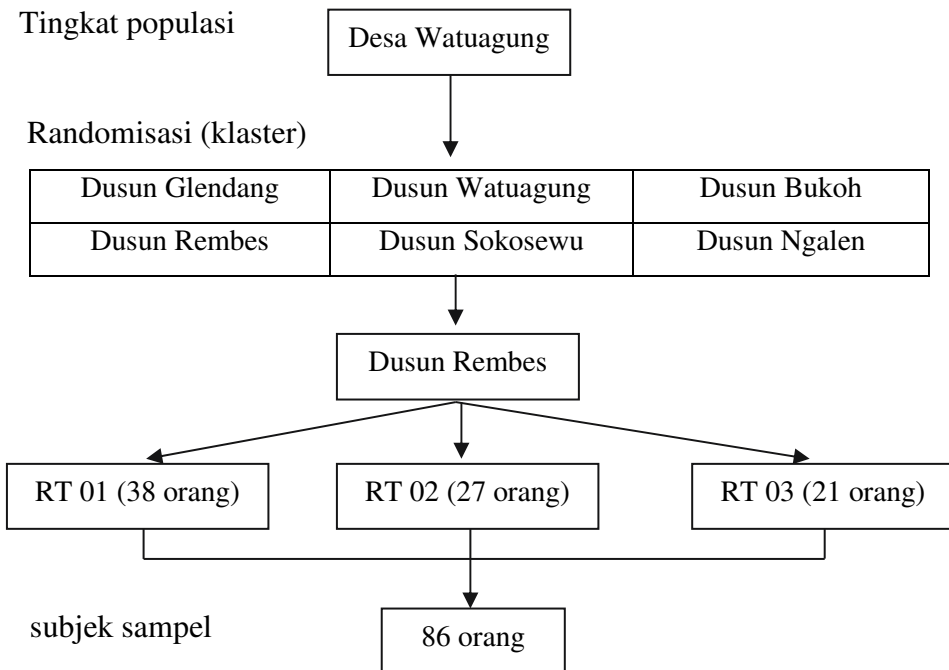 Tingkat populasi
Desa Watuagung
Randomisasi (klaster)
Dusun Glendang
Dusun Watuagung
Dusun Bukoh
Dusun Rembes
Dusun Sokosewu
Dusun Ngalen
Dusun Rembes
RT 01 (38 orang)
RT 02 (27 orang)
RT 03 (21 orang)
subjek sampel
86 orang